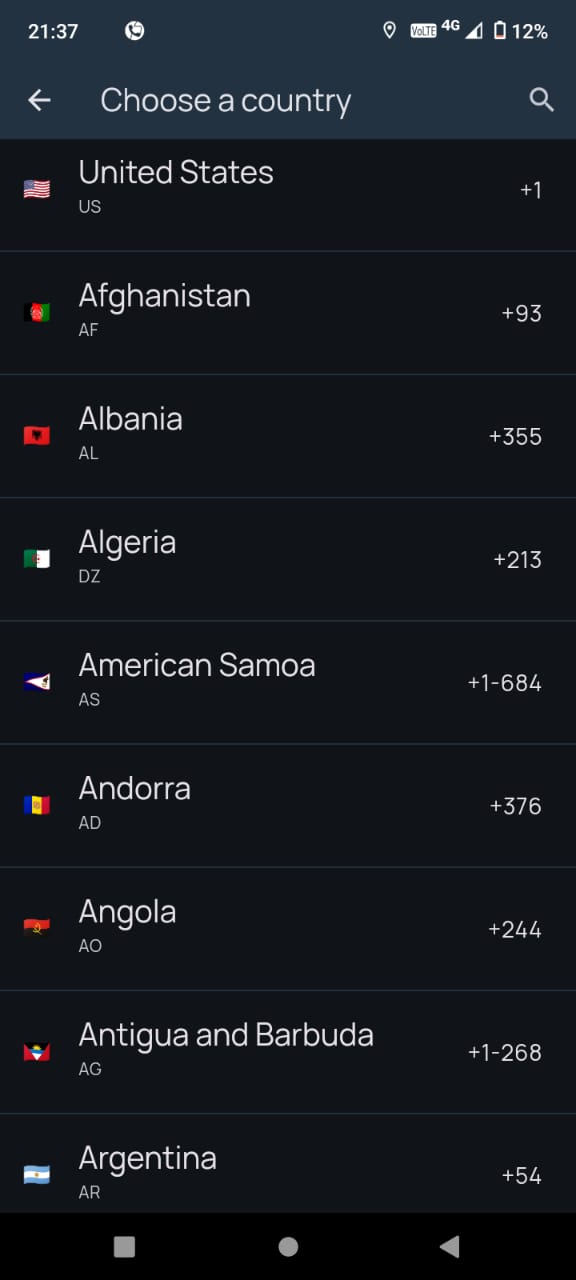 21:37 VoLTE 4G 12%
Choose a country
United States
US
+1
Afghanistan
AF
+93
Albania
AL
+355
Algeria
DZ
+213
American Samoa
AS
+1-684
Andorra
AD
+376
Angola
AO
+244
Antigua and Barbuda
AG
+1-268
Argentina
AR
+54